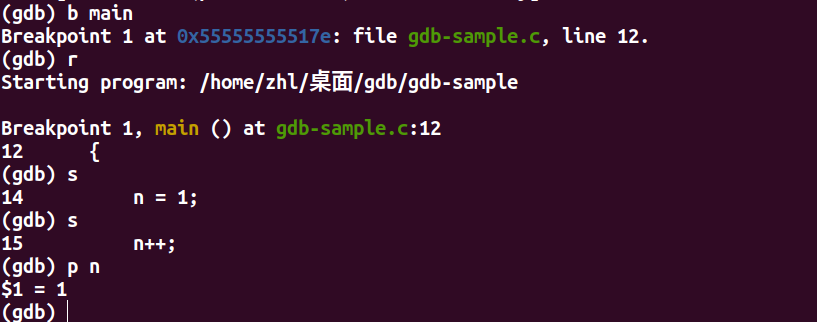 (gdb) b main
Breakpoint 1 at 0x55555555517e: file gdb-sample.c, line 12.
(gdb) r
Starting program: /home/zhl/桌面/gdb/gdb-sample
Breakpoint 1, main () at gdb-sample.c:12
12 {
(gdb) s
14 n = 1;
(gdb) s
15 n++;
(gdb) p n
$1 = 1
(gdb)